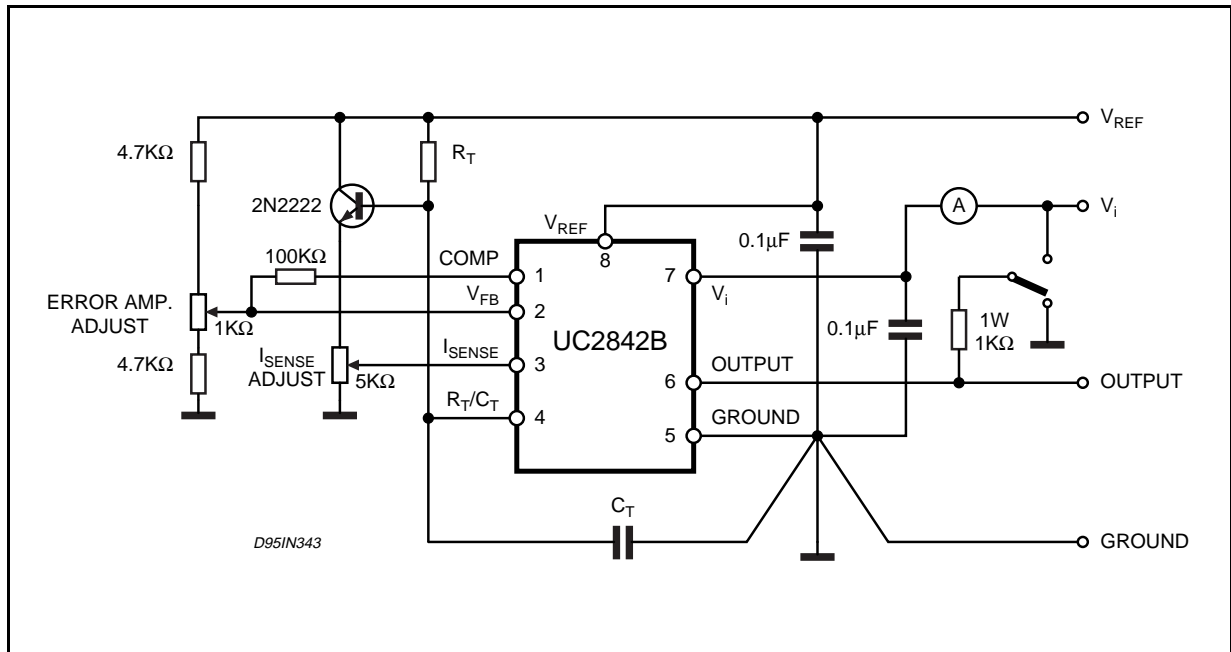 V_REF
4.7KΩ
R_T
2N2222
A
V_i
V_REF
8
0.1µF
100KΩ
COMP
1
7
V_i
ERROR AMP.
ADJUST
1KΩ
V_FB
2
UC2842B
0.1µF
1W
1KΩ
4.7KΩ
I_SENSE
ADJUST
5KΩ
I_SENSE
3
OUTPUT
6
OUTPUT
R_T/C_T
4
GROUND
5
C_T
D95IN343
GROUND